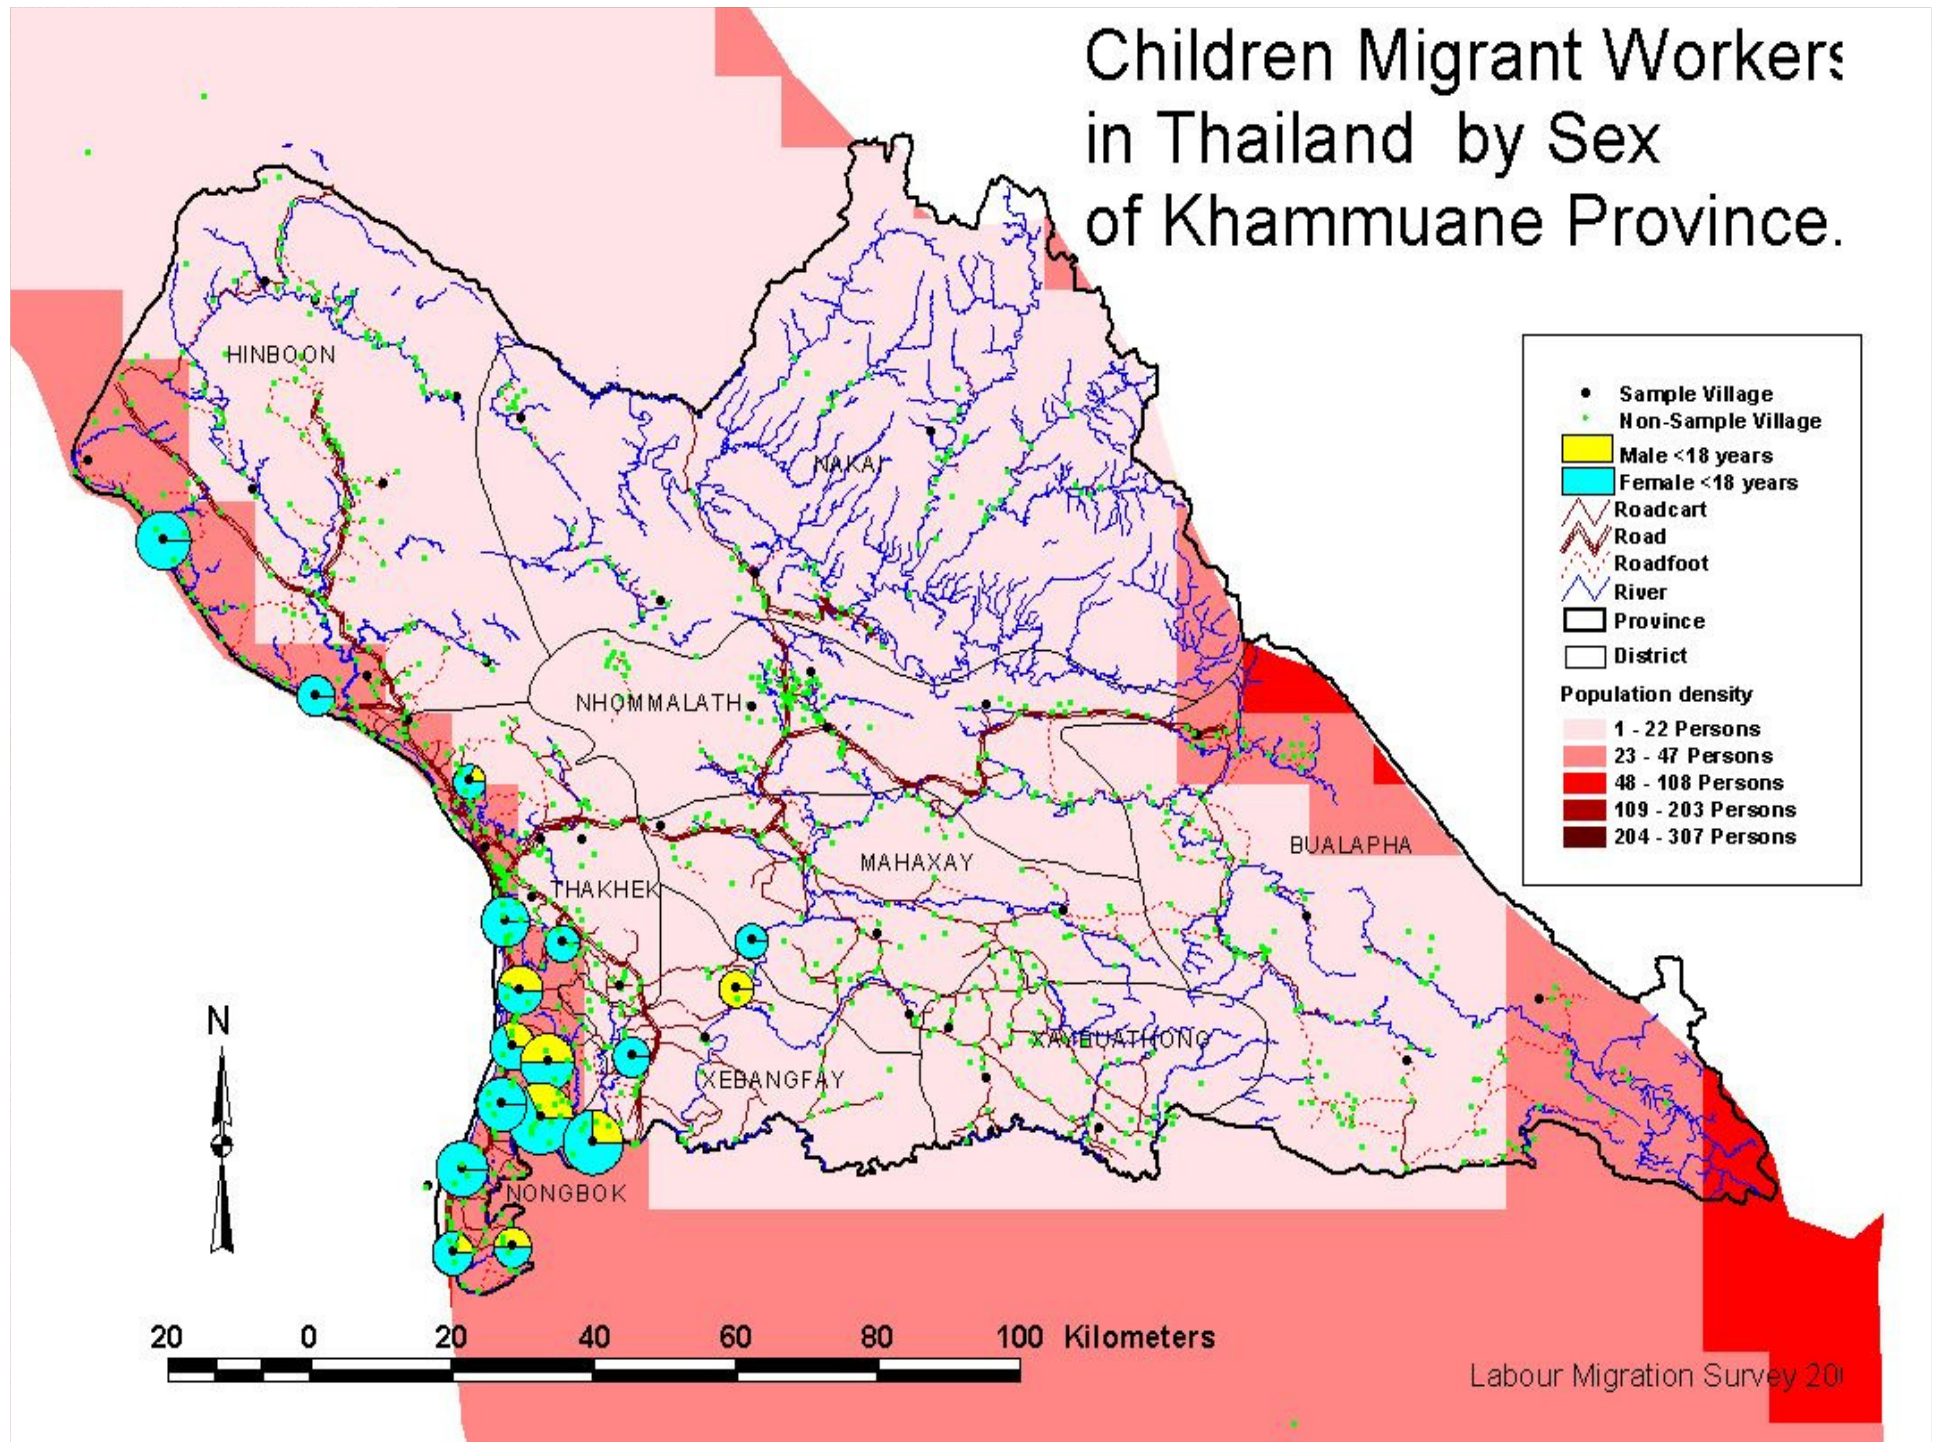 Children Migrant Workers
in Thailand by Sex
of Khammuane Province.
HINBOON
NAKAI
NHOMMALATH
BUALAPHA
MAHAXAY
THAKHEK
XAYBUATHONG
XEBANGFAY
NONGBOK
Sample Village
Non-Sample Village
Male <18 years
Female <18 years
Roadcart
Road
Roadfoot
River
Province
District
Population density
1 - 22 Persons
23 - 47 Persons
48 - 108 Persons
109 - 203 Persons
204 - 307 Persons
N
20 0 20 40 60 80 100 Kilometers
Labour Migration Survey